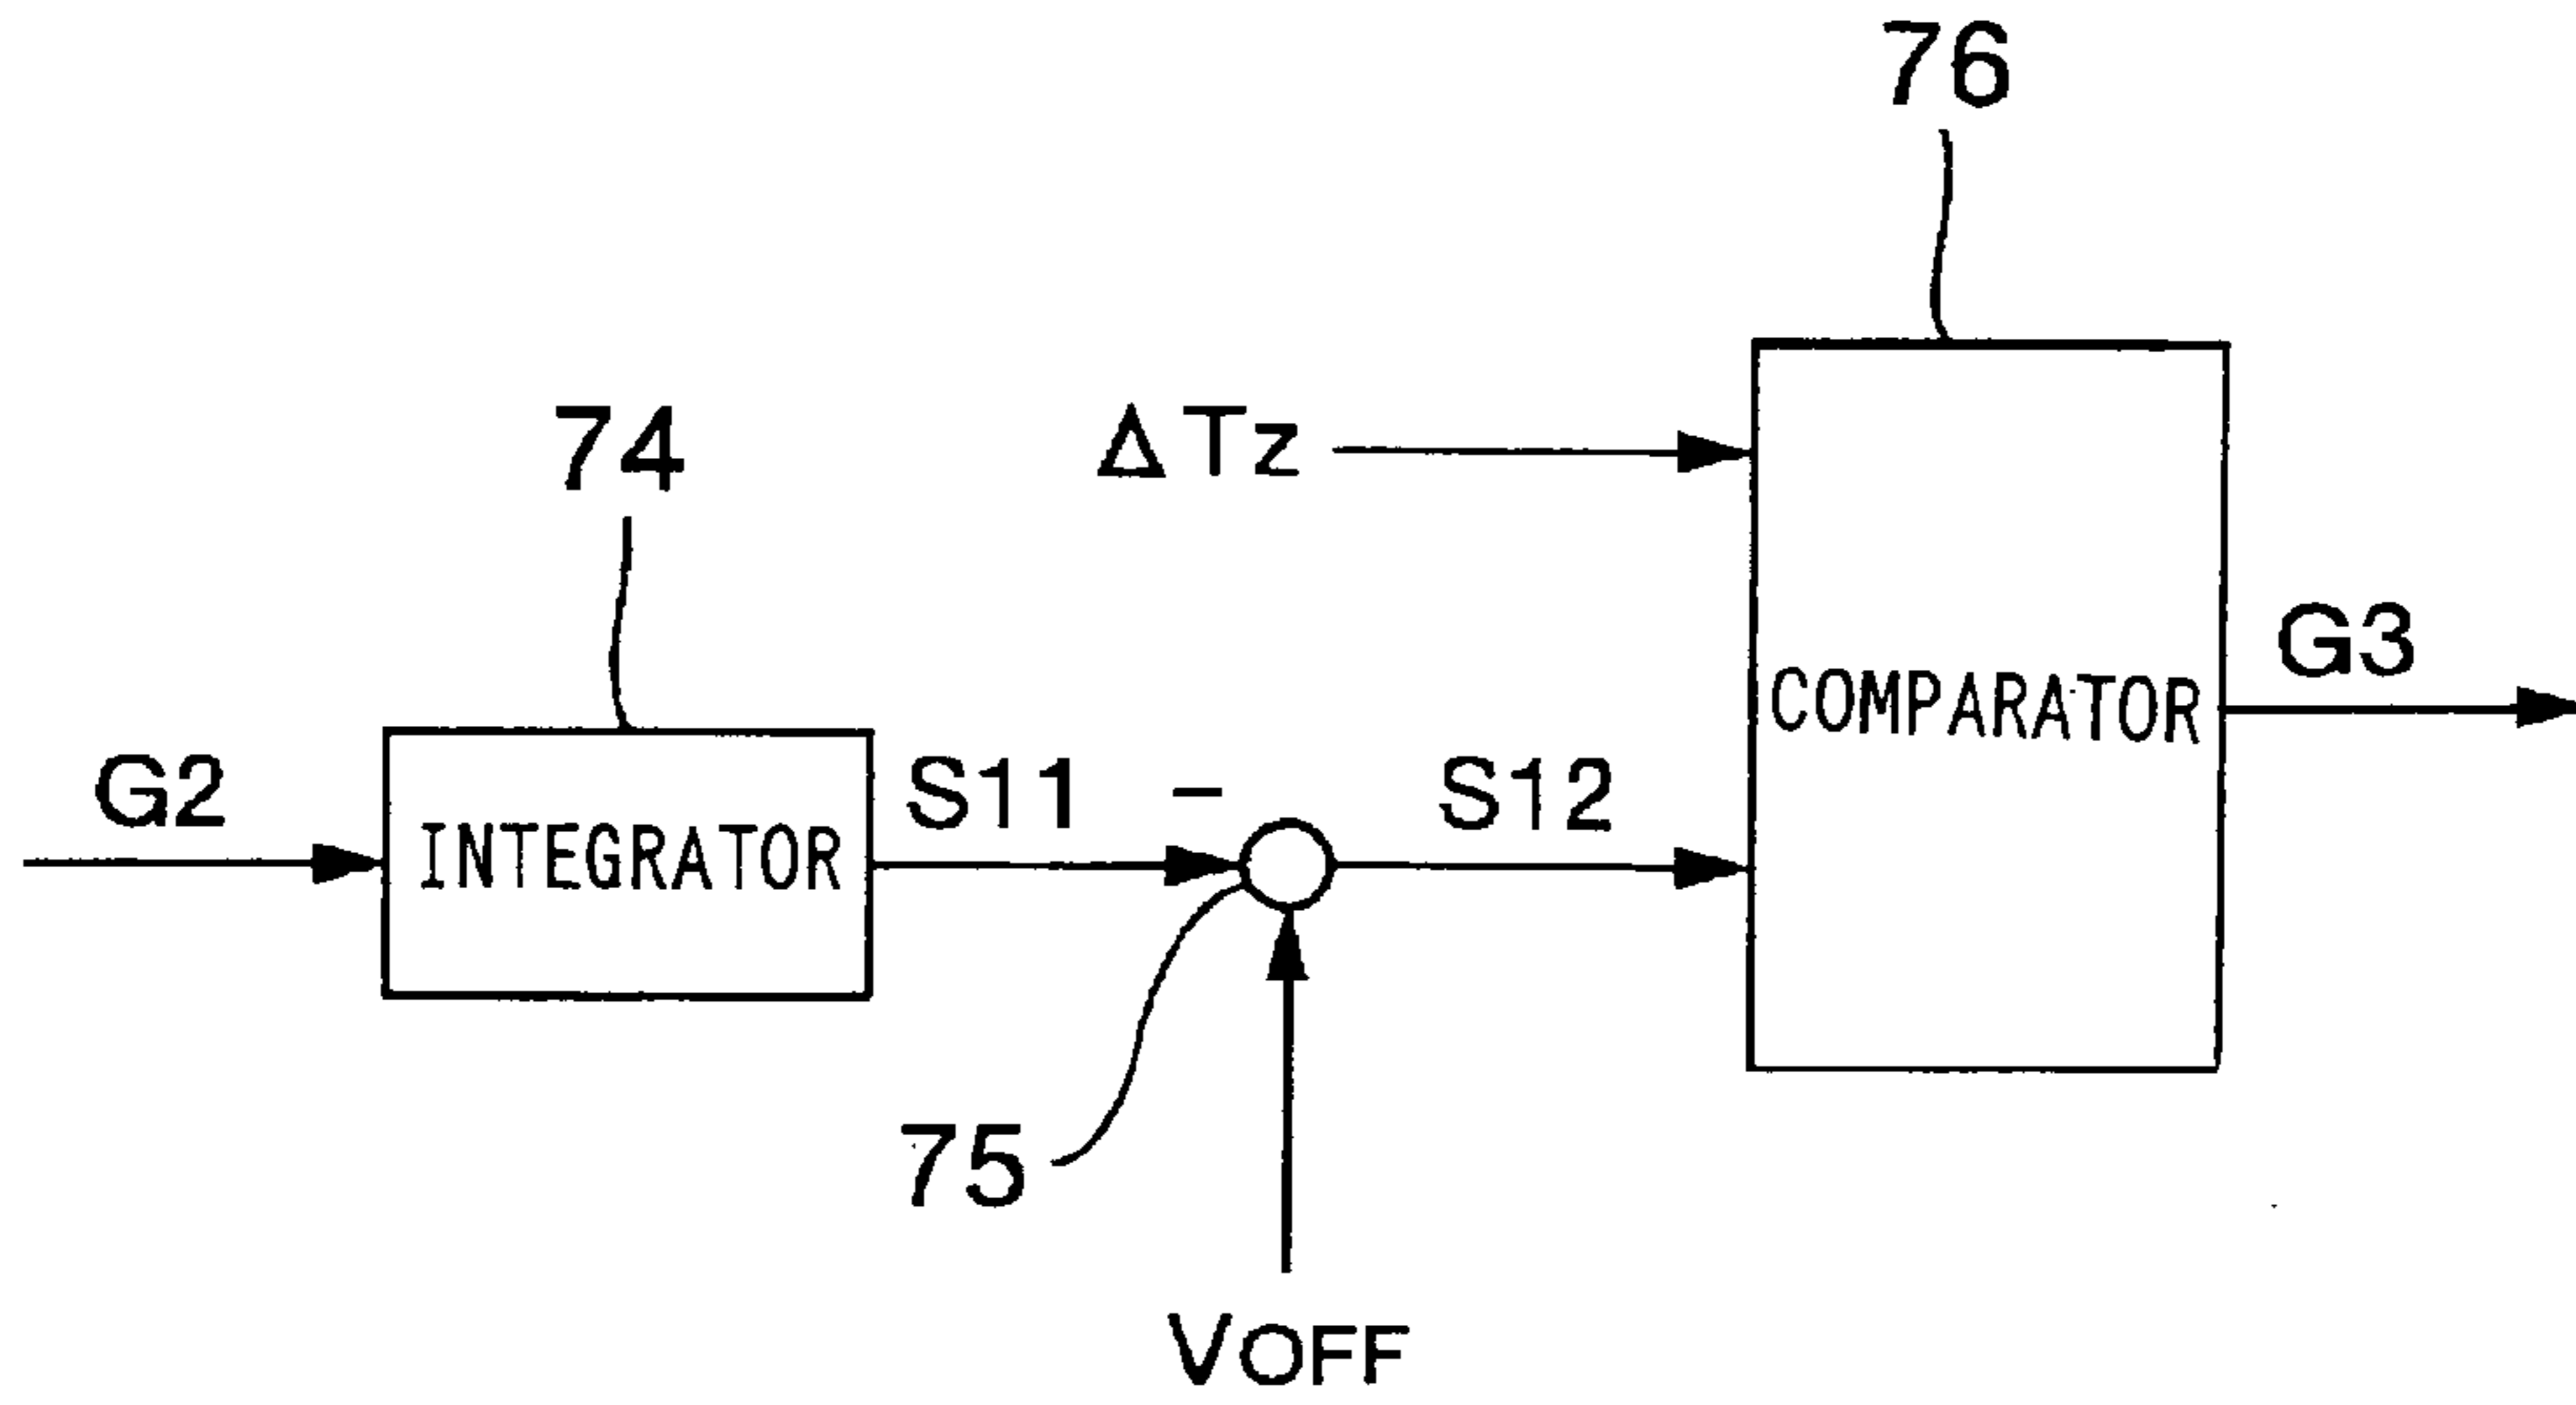 76
74
ΔTz
G3
COMPARATOR
G2
S11
−
S12
INTEGRATOR
75
VOFF